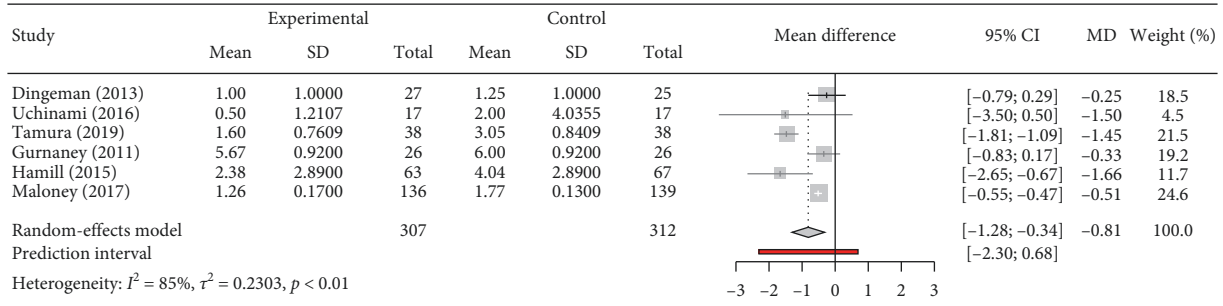 Study Experimental Control Mean difference 95% CI MD Weight (%)
Mean SD Total Mean SD Total
Dingeman (2013) 1.00 1.0000 27 1.25 1.0000 25 [−0.79; 0.29] −0.25 18.5
Uchinami (2016) 0.50 1.2107 17 2.00 4.0355 17 [−3.50; 0.50] −1.50 4.5
Tamura (2019) 1.60 0.7609 38 3.05 0.8409 38 [−1.81; −1.09] −1.45 21.5
Gurnaney (2011) 5.67 0.9200 26 6.00 0.9200 26 [−0.83; 0.17] −0.33 19.2
Hamill (2015) 2.38 2.8900 63 4.04 2.8900 67 [−2.65; −0.67] −1.66 11.7
Maloney (2017) 1.26 0.1700 136 1.77 0.1300 139 [−0.55; −0.47] −0.51 24.6
Random-effects model 307 312 [−1.28; −0.34] −0.81 100.0
Prediction interval [−2.30; 0.68]
Heterogeneity: I² = 85%, τ² = 0.2303, p < 0.01
−3 −2 −1 0 1 2 3